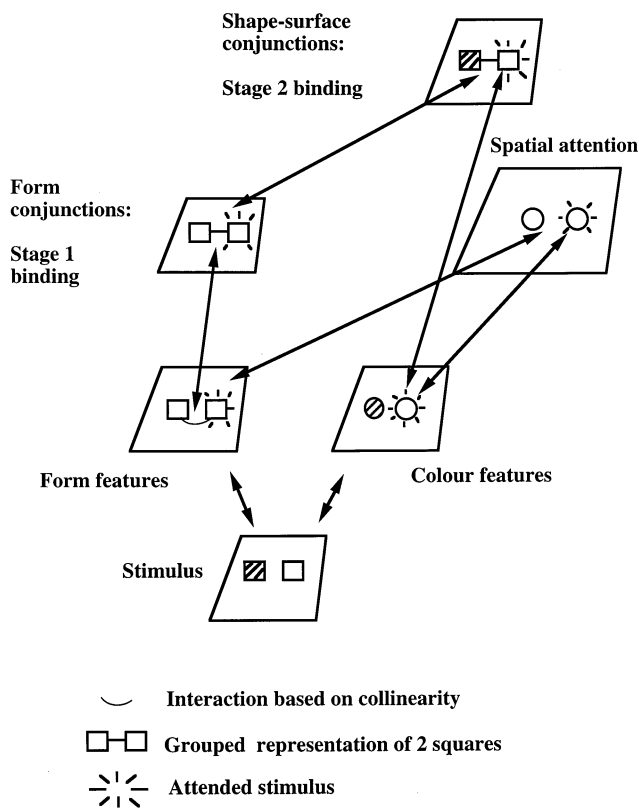 Shape-surface
conjunctions:
Stage 2 binding
Spatial attention
Form
conjunctions:
Stage 1
binding
Form features
Colour features
Stimulus
Interaction based on collinearity
Grouped representation of 2 squares
Attended stimulus